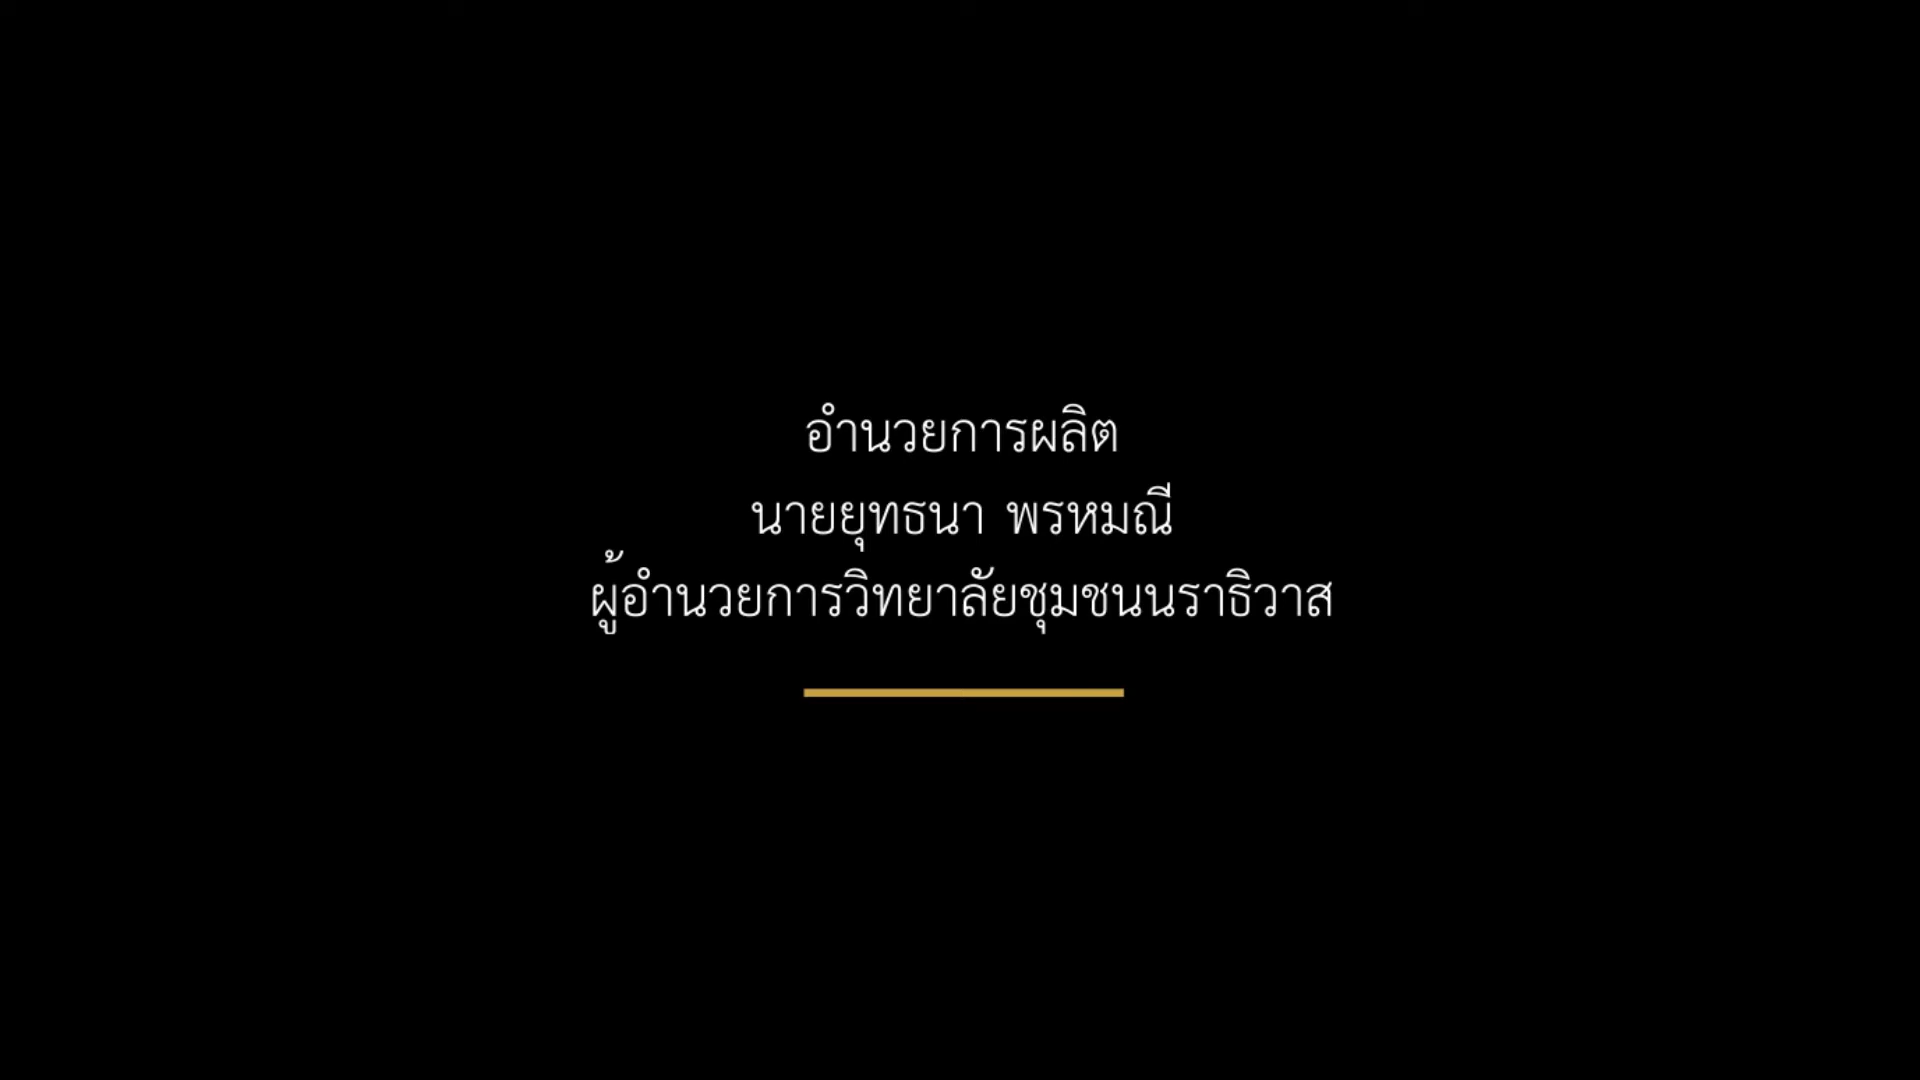 อำนวยการผลิต
นายยุทธนา พรหมณี
ผู้อำนวยการวิทยาลัยชุมชนนราธิวาส